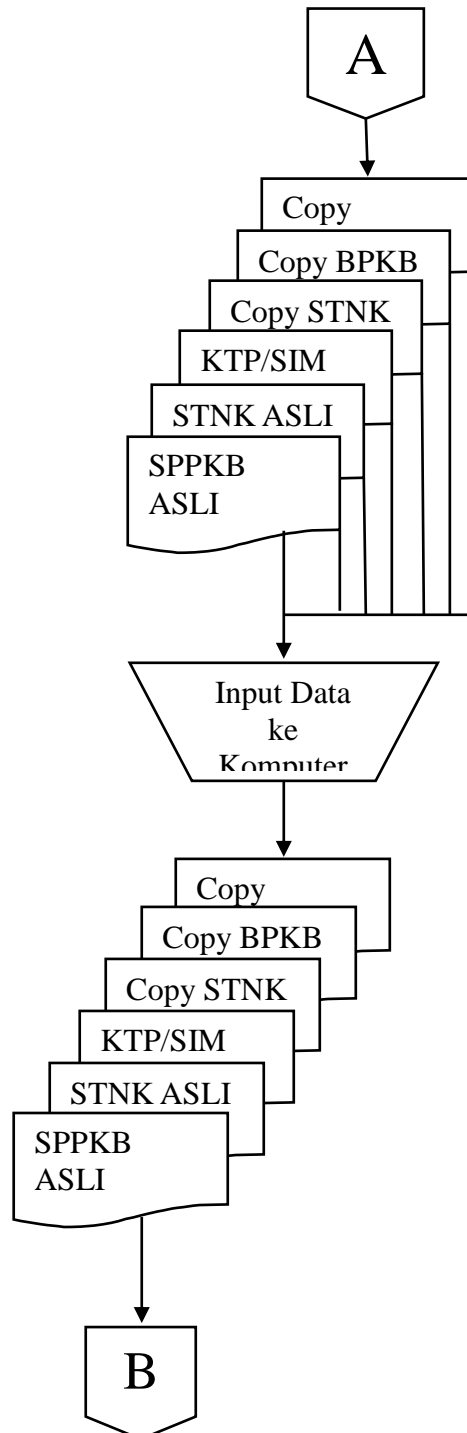 A
Copy
Copy BPKB
Copy STNK
KTP/SIM
STNK ASLI
SPPKB
ASLI
Input Data
ke
Komputer
Copy
Copy BPKB
Copy STNK
KTP/SIM
STNK ASLI
SPPKB
ASLI
B